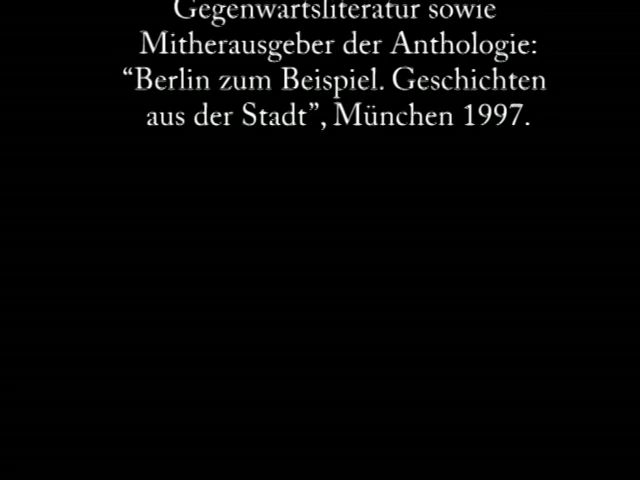 Gegenwartsliteratur sowie
Mitherausgeber der Anthologie:
“Berlin zum Beispiel. Geschichten
aus der Stadt”, München 1997.